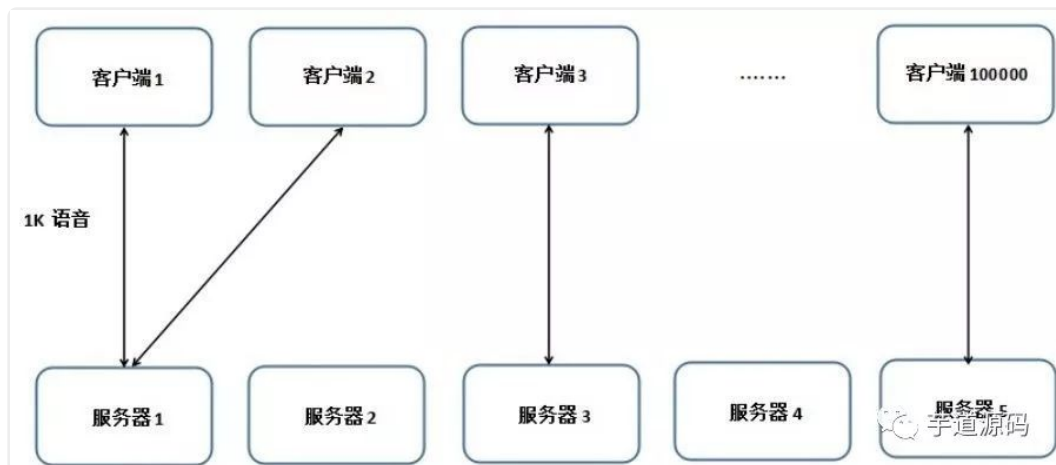 客户端1
客户端2
客户端3
.......
客户端100000
1K 语音
服务器1
服务器2
服务器3
服务器4
服务器5
芋道源码